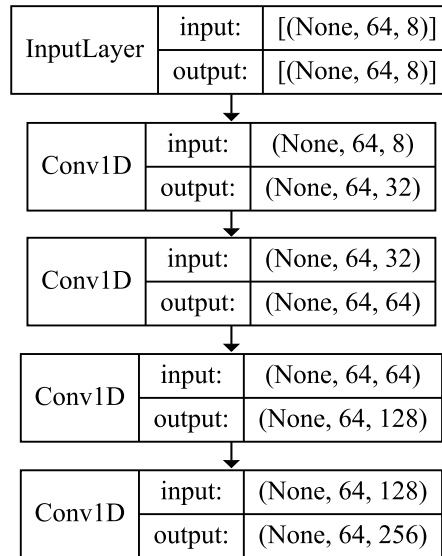 InputLayer
input:
[(None, 64, 8)]
output:
[(None, 64, 8)]
Conv1D
input:
(None, 64, 8)
output:
(None, 64, 32)
Conv1D
input:
(None, 64, 32)
output:
(None, 64, 64)
Conv1D
input:
(None, 64, 64)
output:
(None, 64, 128)
Conv1D
input:
(None, 64, 128)
output:
(None, 64, 256)